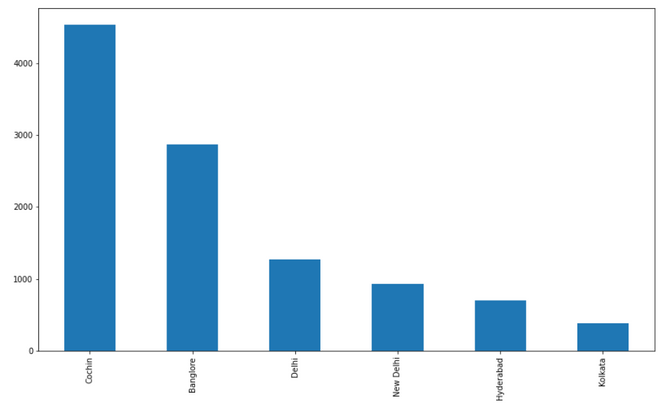 4000
3000
2000
1000
0
Cochin
Banglore
Delhi
New Delhi
Hyderabad
Kolkata